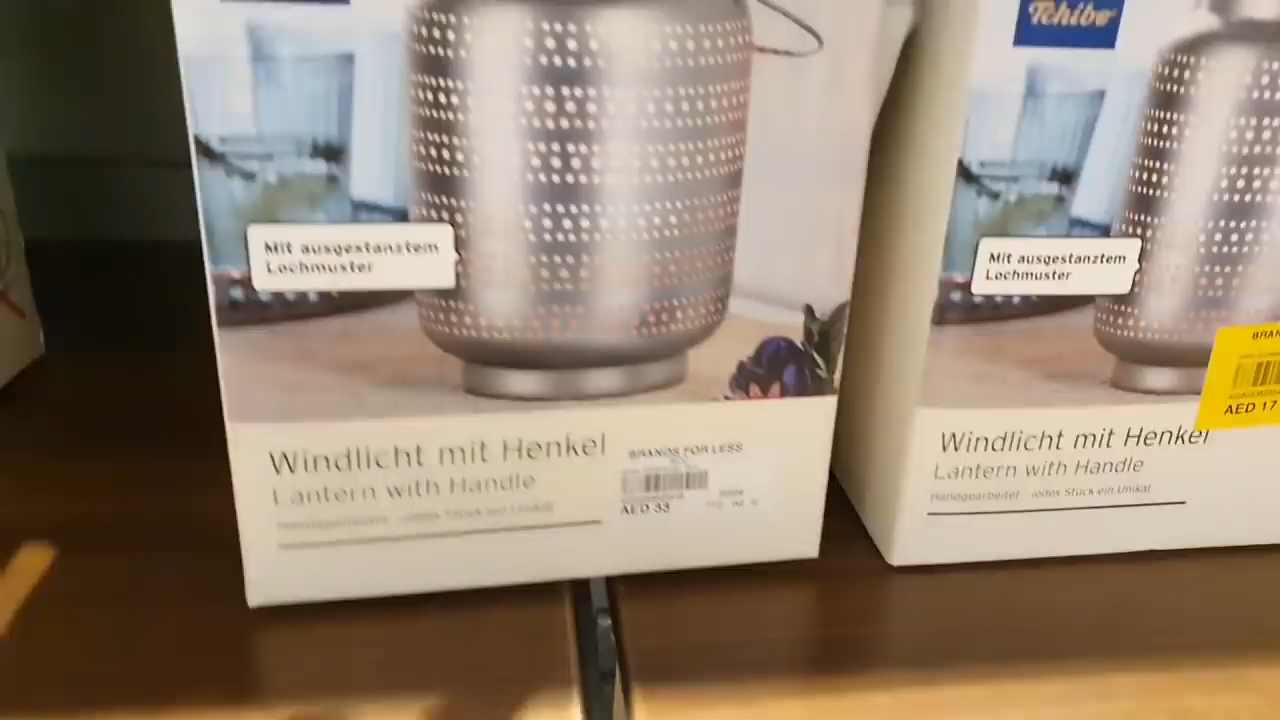 Tchibo
Mit ausgestanztem
Lochmuster
Mit ausgestanztem
Lochmuster
Windlicht mit Henkel
Lantern with Handle
BRANDS FOR LESS
AED 33
BRAN
AED 17
Windlicht mit Henkel
Lantern with Handle
Handgearbeitet - jedes Stück ein Unikat